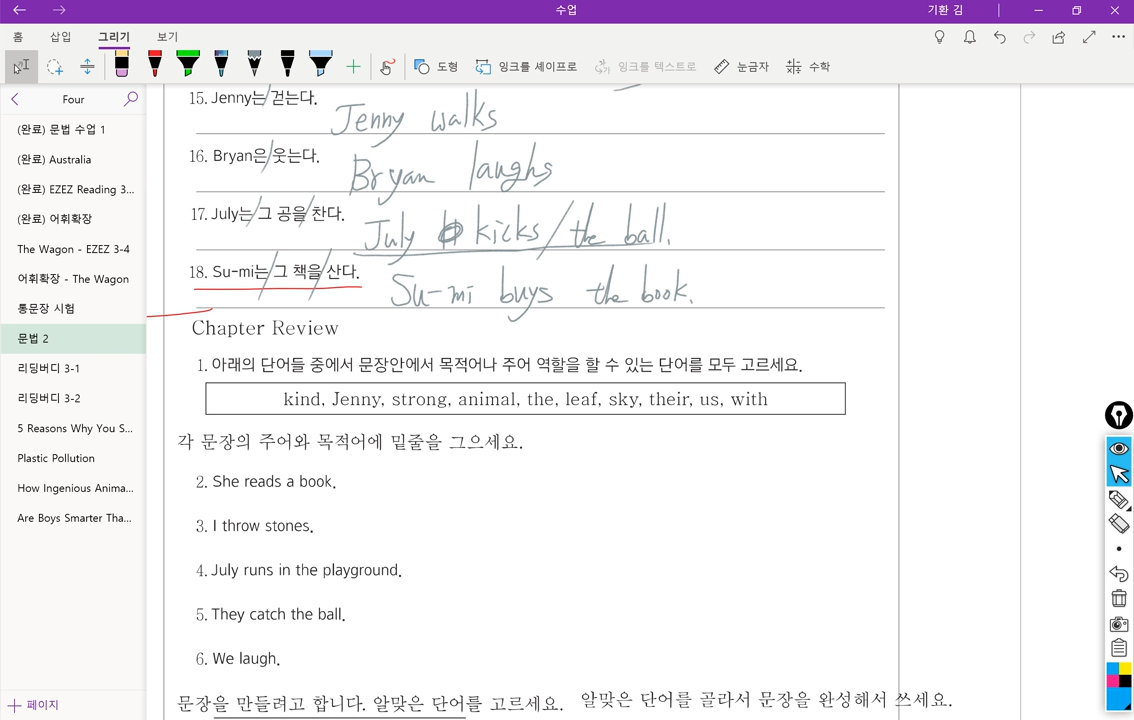 수업
기환 김
홈 삽입 그리기 보기
도형 잉크를 셰이프로 잉크를 텍스트로 눈금자 수학
Four
(완료) 문법 수업 1
(완료) Australia
(완료) EZEZ Reading 3...
(완료) 어휘확장
The Wagon - EZEZ 3-4
어휘확장 - The Wagon
통문장 시험
문법 2
리딩버디 3-1
리딩버디 3-2
5 Reasons Why You S...
Plastic Pollution
How Ingenious Anima...
Are Boys Smarter Tha...
페이지
15. Jenny는/걷는다. Jenny walks
16. Bryan은/웃는다. Bryan laughs
17. July는/그 공을/찬다. July kicks/the ball.
18. Su-mi는/그 책을/산다. Su-mi buys the book.
Chapter Review
1. 아래의 단어들 중에서 문장안에서 목적어나 주어 역할을 할 수 있는 단어를 모두 고르세요.
kind, Jenny, strong, animal, the, leaf, sky, their, us, with
각 문장의 주어와 목적어에 밑줄을 그으세요.
2. She reads a book.
3. I throw stones.
4. July runs in the playground.
5. They catch the ball.
6. We laugh.
문장을 만들려고 합니다. 알맞은 단어를 고르세요. 알맞은 단어를 골라서 문장을 완성해서 쓰세요.